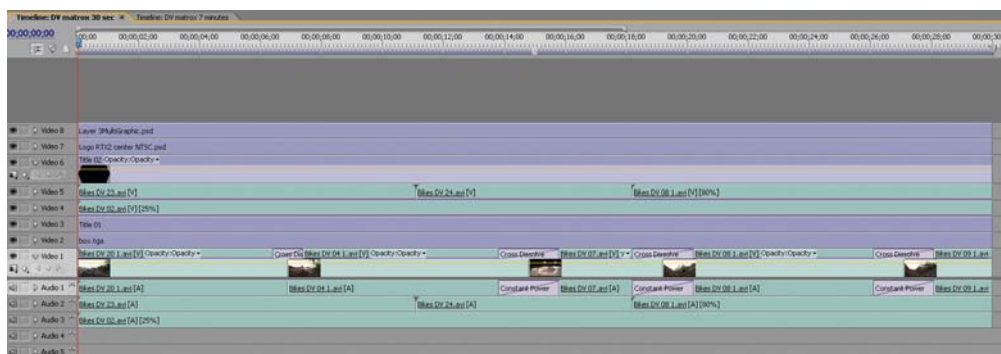 Timeline: DV matrox 30 sec × Timeline: DV matrox 7 minutes
00;00;00;00 00;00 00;00;02;00 00;00;04;00 00;00;06;00 00;00;08;00 00;00;10;00 00;00;12;00 00;00;14;00 00;00;16;00 00;00;18;00 00;00;20;00 00;00;22;00 00;00;24;00 00;00;26;00 00;00;28;00 00;00;30
Video 8 Layer 3MultiGraphic.psd
Video 7 Logo RTX2 center NTSC.psd
Video 6 Title 02 Opacity:Opacity
Video 5 Bikes DV 23.avi [V] Bikes DV 24.avi [V] Bikes DV 08 1.avi [V] [80%]
Video 4 Bikes DV 02.avi [V] [25%]
Video 3 Title 01
Video 2 box.tga
Video 1 Bikes DV 20 1.avi [V] Opacity:Opacity Cross Dis Bikes DV 04 1.avi [V] Opacity:Opacity Cross Dissolve Bikes DV 07.avi [V] Cross Dissolve Bikes DV 08 1.avi [V] Opacity:Opacity Cross Dissolve Bikes DV 09 1.avi
Audio 1 Bikes DV 20 1.avi [A] Bikes DV 04 1.avi [A] Constant Power Bikes DV 07.avi [A] Constant Power Bikes DV 08 1.avi [A] Constant Power Bikes DV 09 1.avi
Audio 2 Bikes DV 23.avi [A] Bikes DV 24.avi [A] Bikes DV 08 1.avi [A] [80%]
Audio 3 Bikes DV 02.avi [A] [25%]
Audio 4
Audio 5